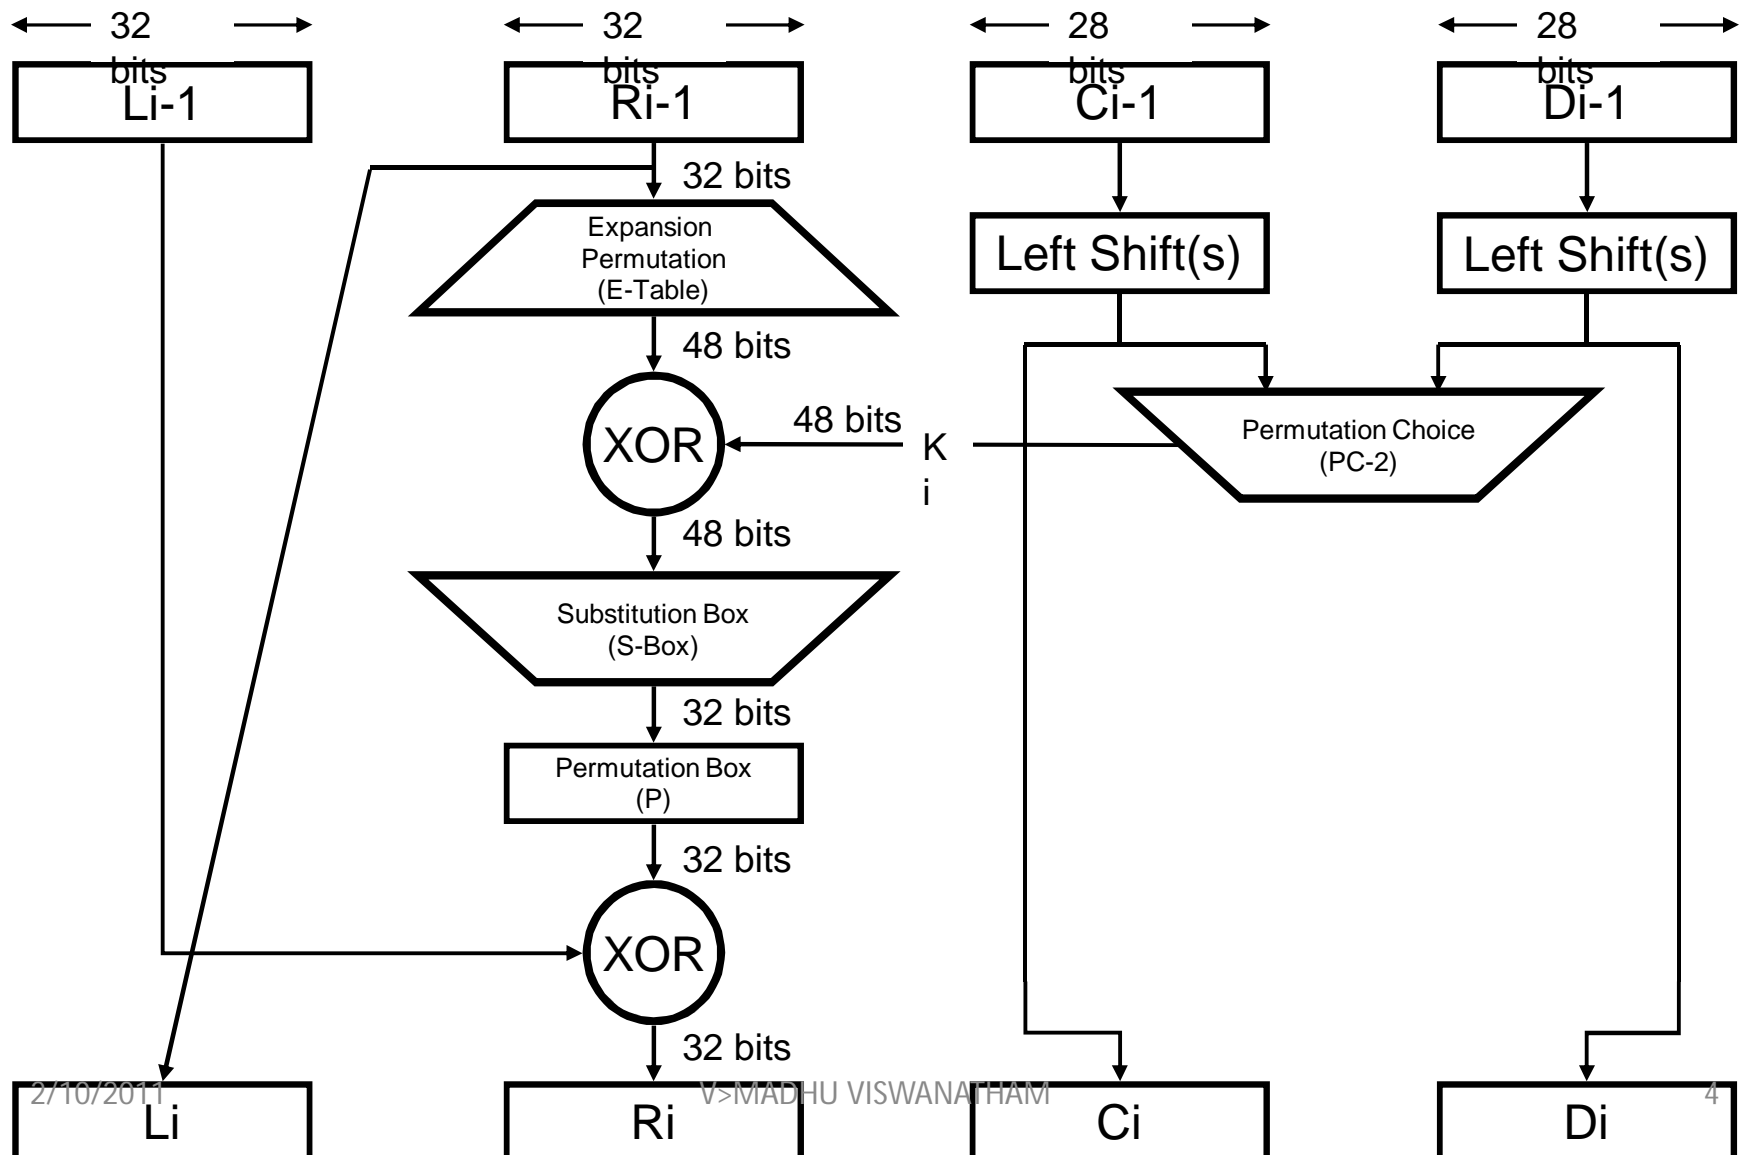 32 bits
32 bits
28 bits
28 bits
Li-1
Ri-1
Ci-1
Di-1
32 bits
Expansion
Permutation
(E-Table)
Left Shift(s)
Left Shift(s)
48 bits
XOR
48 bits
K
i
Permutation Choice
(PC-2)
48 bits
Substitution Box
(S-Box)
32 bits
Permutation Box
(P)
32 bits
XOR
32 bits
2/10/2011
V>MADHU VISWANATHAM
4
Li
Ri
Ci
Di